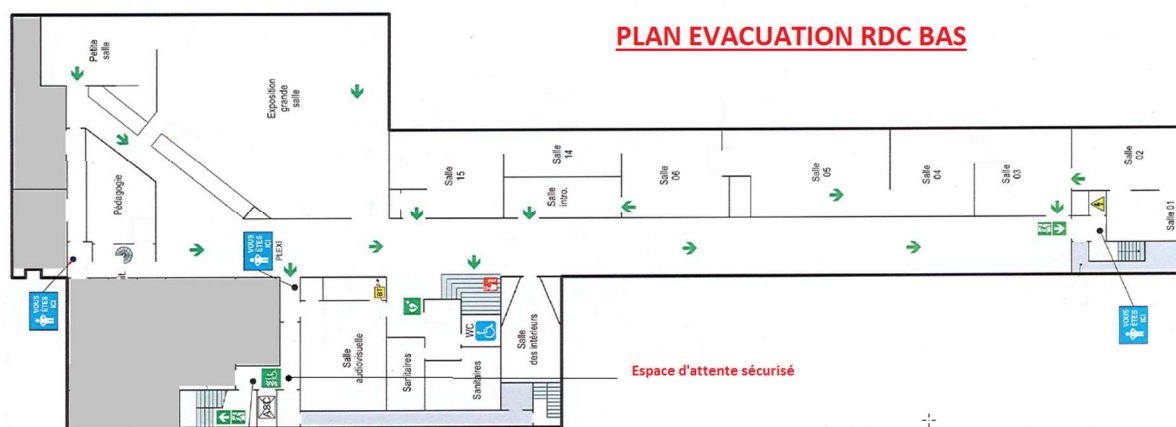 PLAN EVACUATION RDC BAS
Petite
salle
Exposition
grande
salle
Pédagogie
Salle
15
Salle
14
Salle
intro.
Salle
06
Salle
05
Salle
04
Salle
03
Salle
02
Salle 01
VOUS
ÊTES
ICI
PLEXI
VOUS
ÊTES
ICI
VOUS
ÊTES
ICI
BT
WC
Salle
audiovisuelle
Sanitaires
Sanitaires
Salle
des intérieurs
Espace d'attente sécurisé
ASC